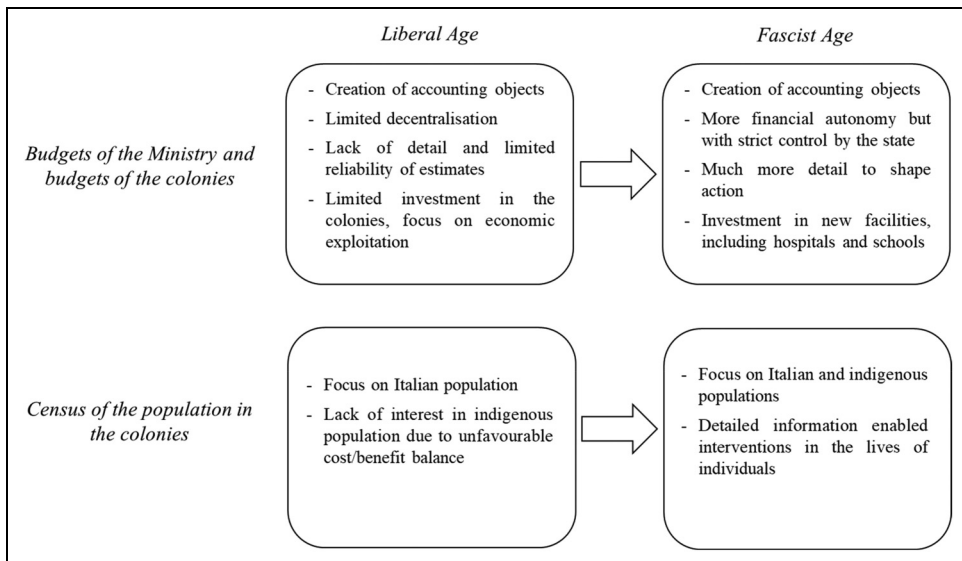 Liberal Age
Fascist Age
Budgets of the Ministry and
budgets of the colonies
- Creation of accounting objects
- Limited decentralisation
- Lack of detail and limited
reliability of estimates
- Limited investment in the
colonies, focus on economic
exploitation
- Creation of accounting objects
- More financial autonomy but
with strict control by the state
- Much more detail to shape
action
- Investment in new facilities,
including hospitals and schools
Census of the population in
the colonies
- Focus on Italian population
- Lack of interest in indigenous
population due to unfavourable
cost/benefit balance
- Focus on Italian and indigenous
populations
- Detailed information enabled
interventions in the lives of
individuals